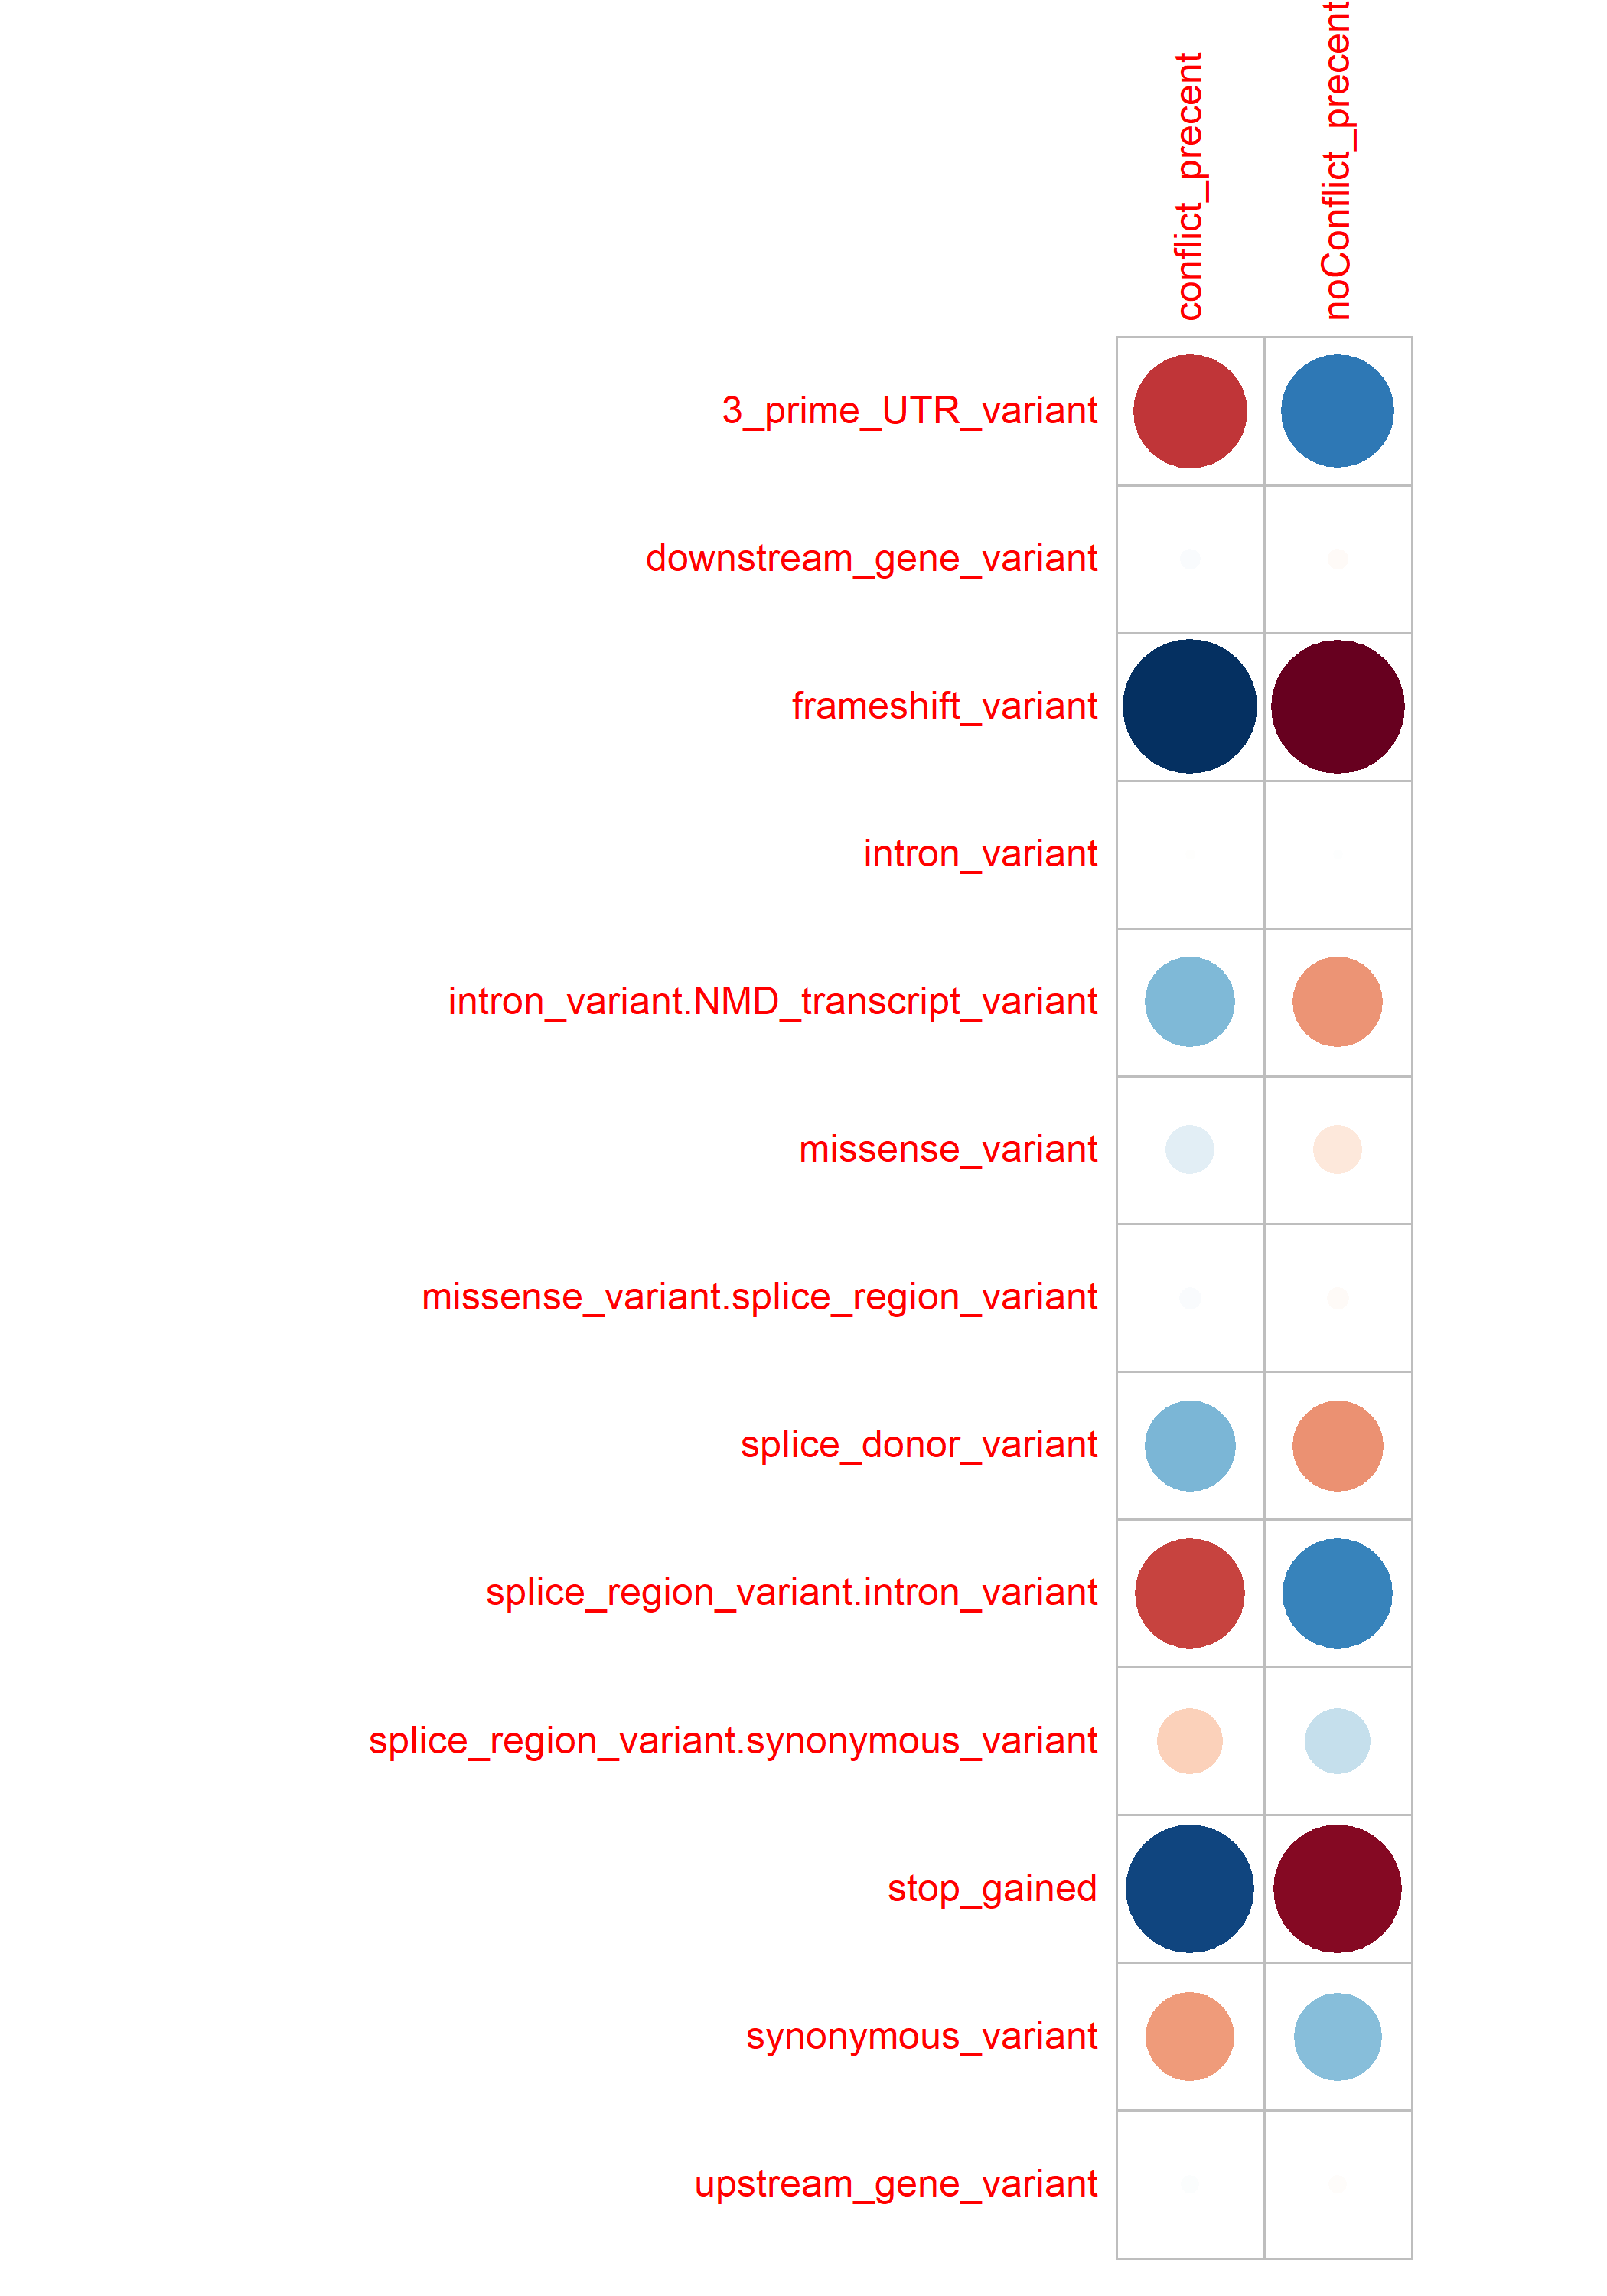 conflict_precent
noConflict_precent
3_prime_UTR_variant
downstream_gene_variant
frameshift_variant
intron_variant
intron_variant.NMD_transcript_variant
missense_variant
missense_variant.splice_region_variant
splice_donor_variant
splice_region_variant.intron_variant
splice_region_variant.synonymous_variant
stop_gained
synonymous_variant
upstream_gene_variant